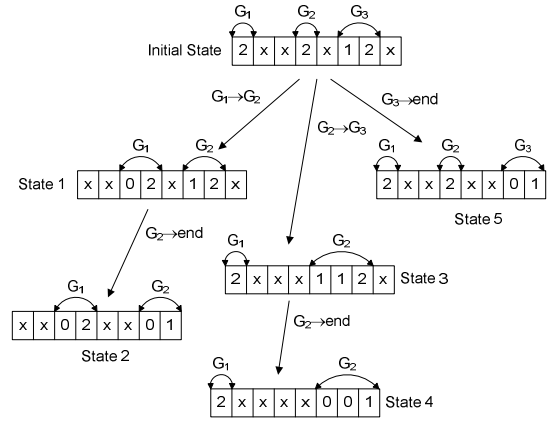 G₁ G₂ G₃
Initial State 2 x x 2 x 1 2 x
G₁→G₂ G₂→G₃ G₃→end
G₁ G₂
State 1 x x 0 2 x 1 2 x
G₁ G₂ G₃
2 x x 2 x x 0 1
State 5
G₂→end
G₁ G₂
2 x x x 1 1 2 x State 3
G₁ G₂
x x 0 2 x x 0 1
State 2
G₂→end
G₁ G₂
2 x x x x 0 0 1 State 4